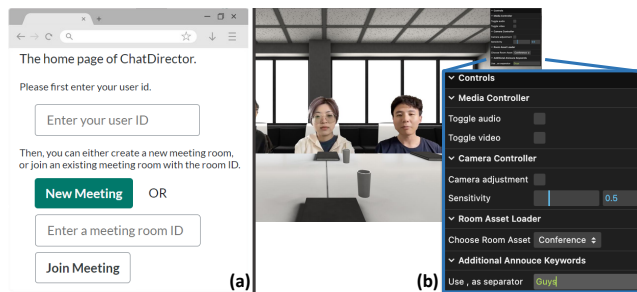 The home page of ChatDirector.
Please first enter your user id.
Enter your user ID
Then, you can either create a new meeting room,
or join an existing meeting room with the room ID.
New Meeting OR
Enter a meeting room ID
Join Meeting
(a)
Controls
Media Controller
Toggle audio
Toggle video
Camera Controller
Camera adjustment
Sensitivity 0.5
Room Asset Loader
Choose Room Asset Conference
Additional Annouce Keywords
Use , as separator Guys
(b)